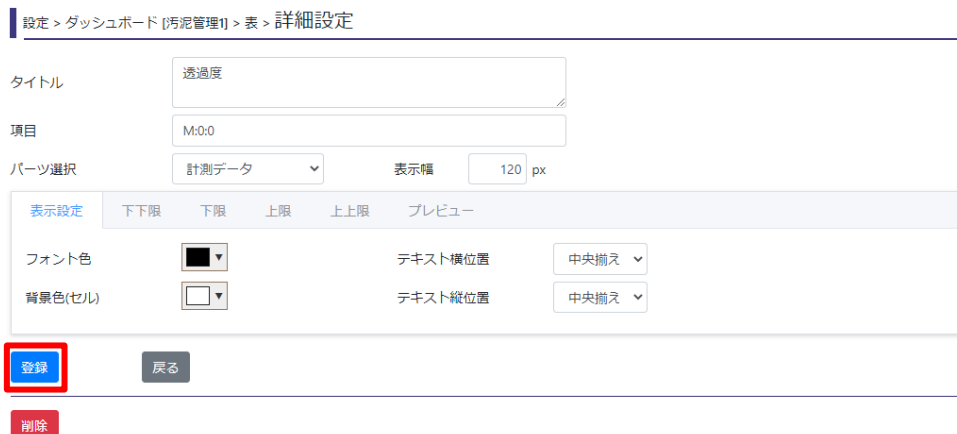 設定 > ダッシュボード [汚泥管理1] > 表 > 詳細設定
タイトル 透過度
項目 M:0:0
パーツ選択 計測データ 表示幅 120 px
表示設定 下下限 下限 上限 上上限 プレビュー
フォント色 テキスト横位置 中央揃え
背景色(セル) テキスト縦位置 中央揃え
登録 戻る
削除